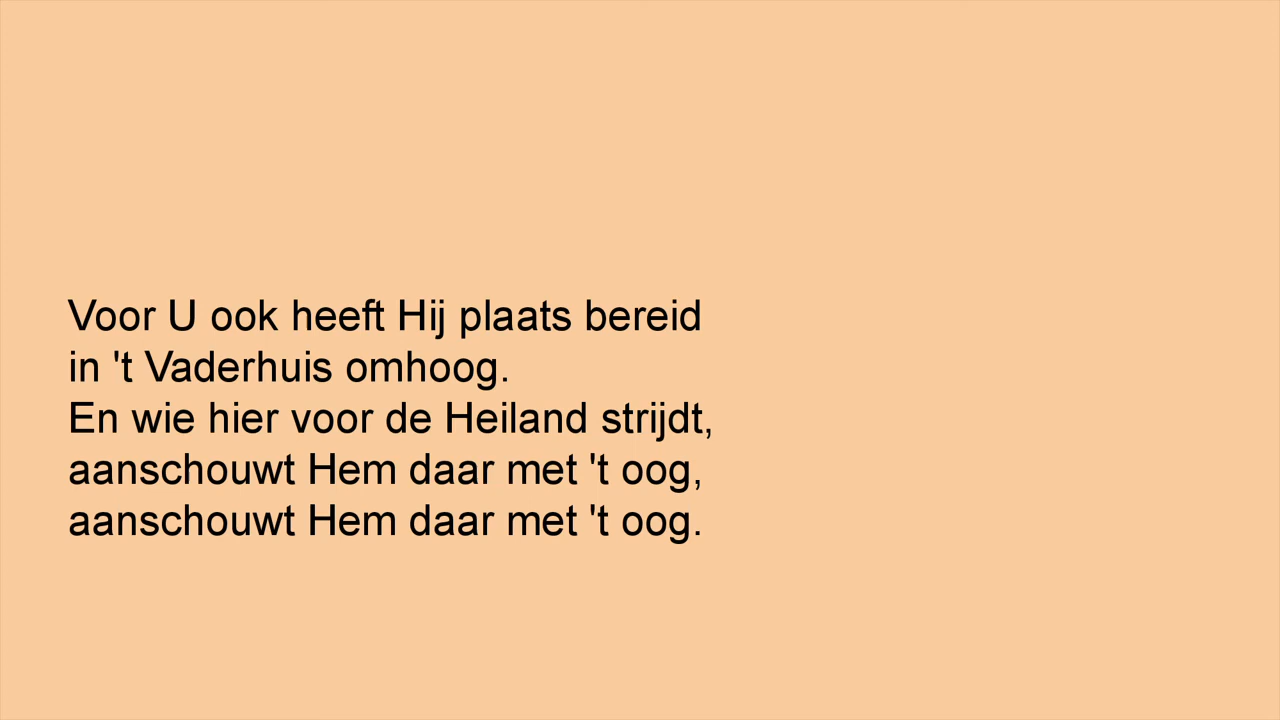 Voor U ook heeft Hij plaats bereid
in 't Vaderhuis omhoog.
En wie hier voor de Heiland strijdt,
aanschouwt Hem daar met 't oog,
aanschouwt Hem daar met 't oog.